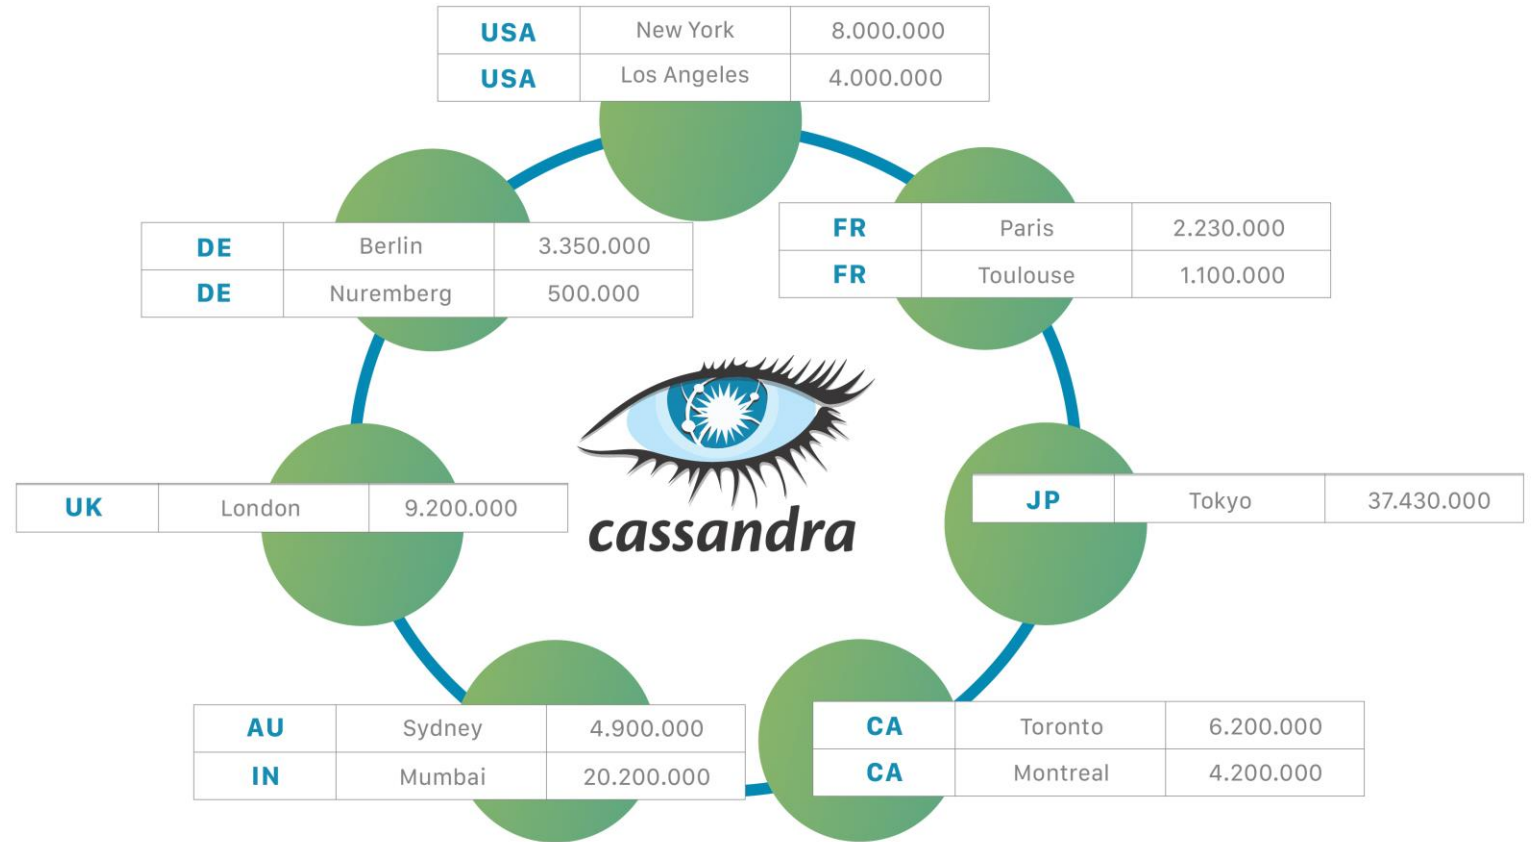 USA New York 8.000.000
USA Los Angeles 4.000.000
DE Berlin 3.350.000
DE Nuremberg 500.000
FR Paris 2.230.000
FR Toulouse 1.100.000
UK London 9.200.000
cassandra
JP Tokyo 37.430.000
AU Sydney 4.900.000
IN Mumbai 20.200.000
CA Toronto 6.200.000
CA Montreal 4.200.000